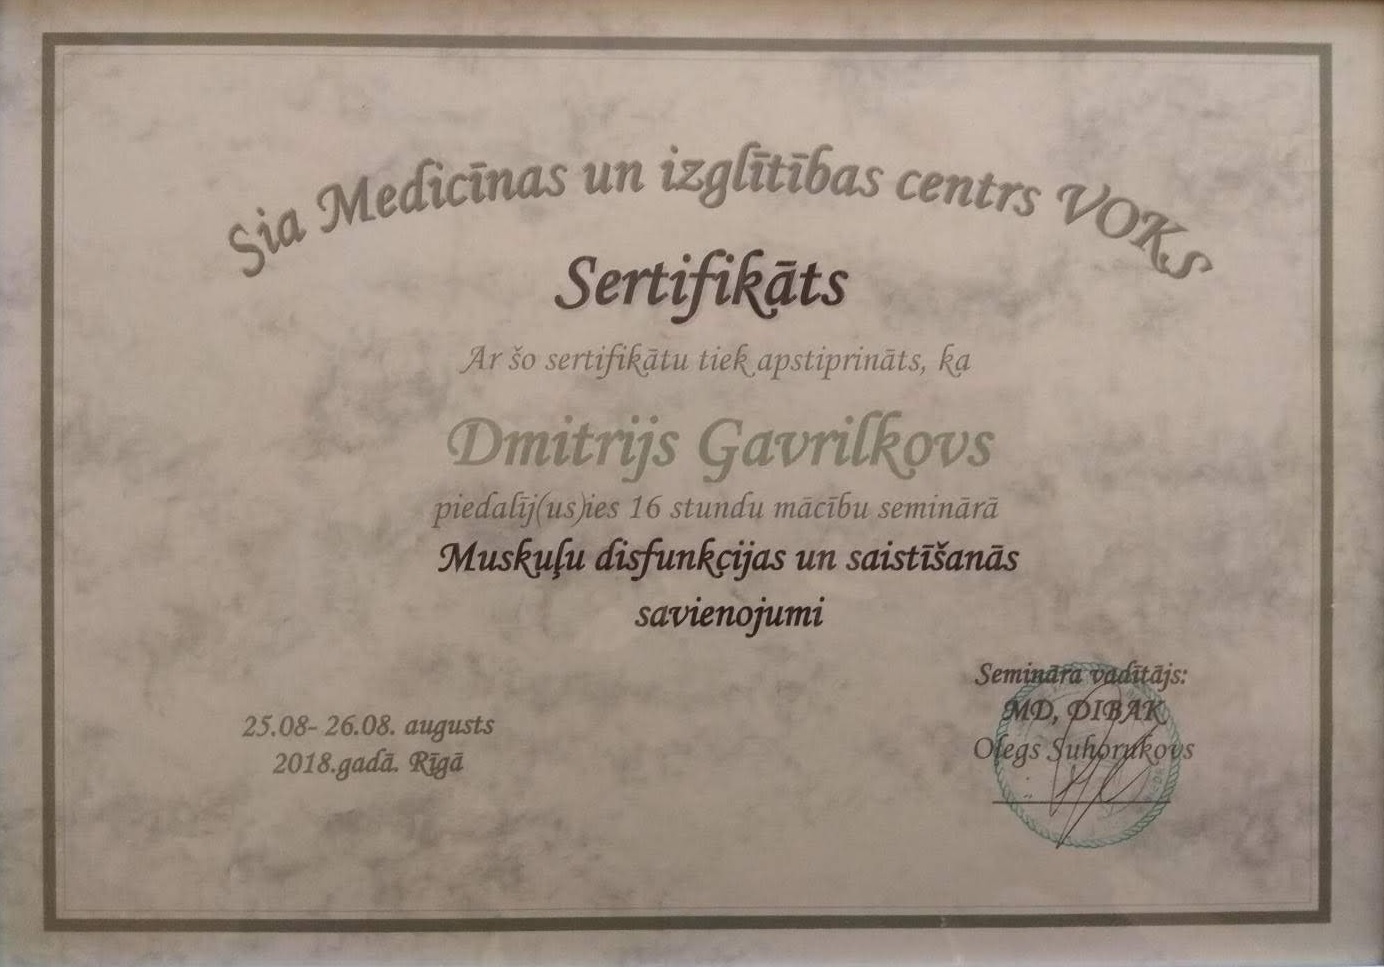 Sia Medicīnas un izglītības centrs VOKS
Sertifikāts
Ar šo sertifikātu tiek apstiprināts, ka
Dmitrijs Gavrilkovs
piedalīj(us)ies 16 stundu mācību seminārā
Muskuļu disfunkcijas un saistīšanās
savienojumi
25.08- 26.08. augusts
2018.gadā. Rīgā
Semināra vadītājs:
MD, DIBAK
Olegs Suhorukovs